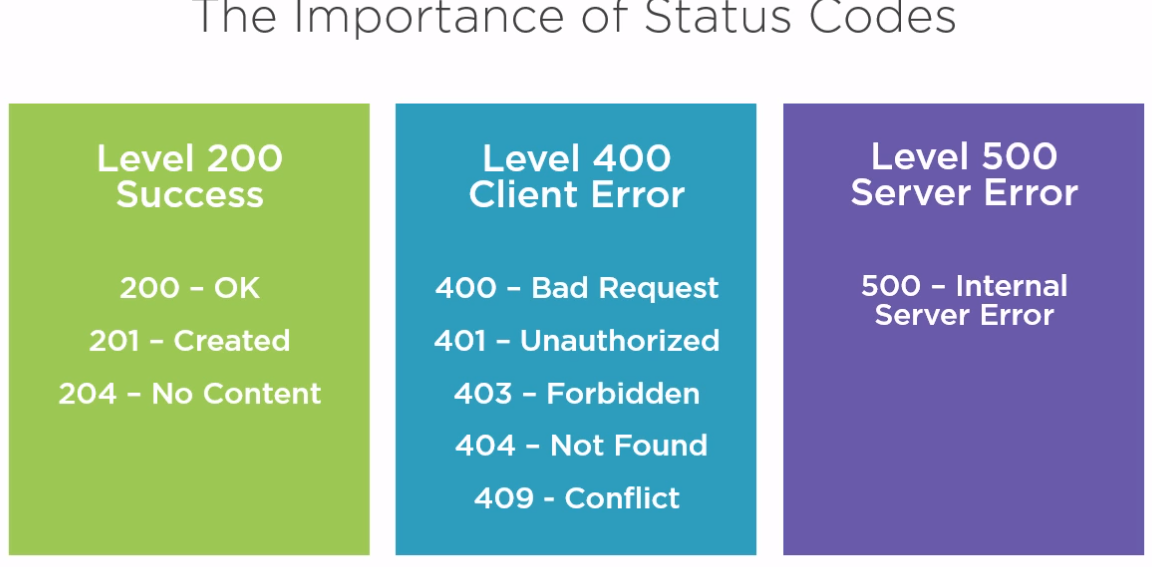 The Importance of Status Codes
Level 200
Success
200 – OK
201 – Created
204 – No Content
Level 400
Client Error
400 – Bad Request
401 – Unauthorized
403 – Forbidden
404 – Not Found
409 - Conflict
Level 500
Server Error
500 – Internal
Server Error